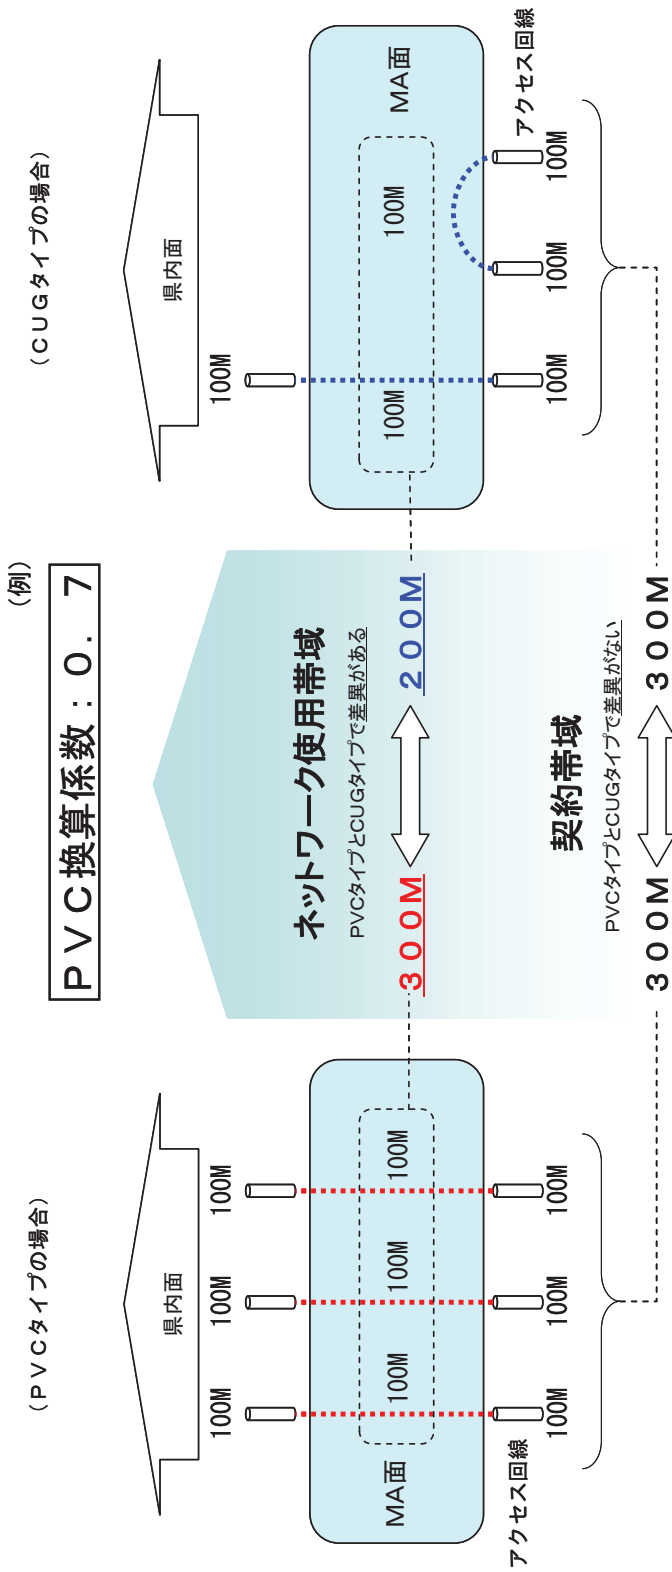 (例)
PVC換算係数:0.7
(PVCタイプの場合)
県内面
100M
100M
100M
MA面
100M
100M
100M
アクセス回線
100M
100M
100M
ネットワーク使用帯域
PVCタイプとCUGタイプで差異がある
300M
200M
契約帯域
PVCタイプとCUGタイプで差異がない
300M
300M
(CUGタイプの場合)
県内面
100M
100M
100M
MA面
100M
100M
100M
アクセス回線